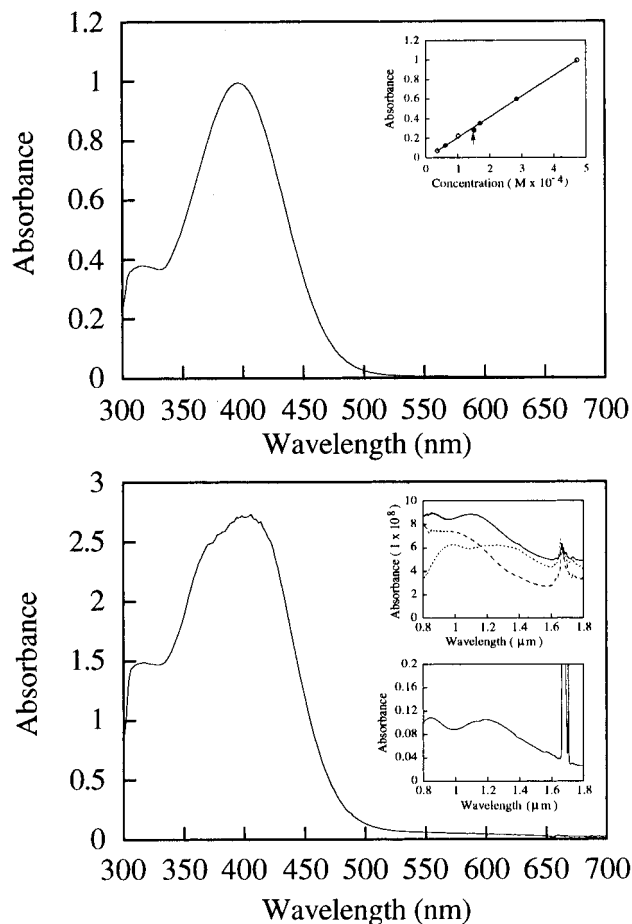 1.2
1
0.8
0.6
0.4
0.2
0
Absorbance
300 350 400 450 500 550 600 650 700
Wavelength (nm)
1.2
1
0.8
0.6
0.4
0.2
0
Absorbance
0 1 2 3 4 5
Concentration ( M x 10⁻⁴)
3
2.5
2
1.5
1
0.5
0
Absorbance
300 350 400 450 500 550 600 650 700
Wavelength (nm)
10
8
6
4
2
Absorbance ( 1 x 10⁸)
0.8 1 1.2 1.4 1.6 1.8
Wavelength ( μm )
0.2
0.16
0.12
0.08
0.04
0
Absorbance
0.8 1 1.2 1.4 1.6 1.8
Wavelength ( μm )